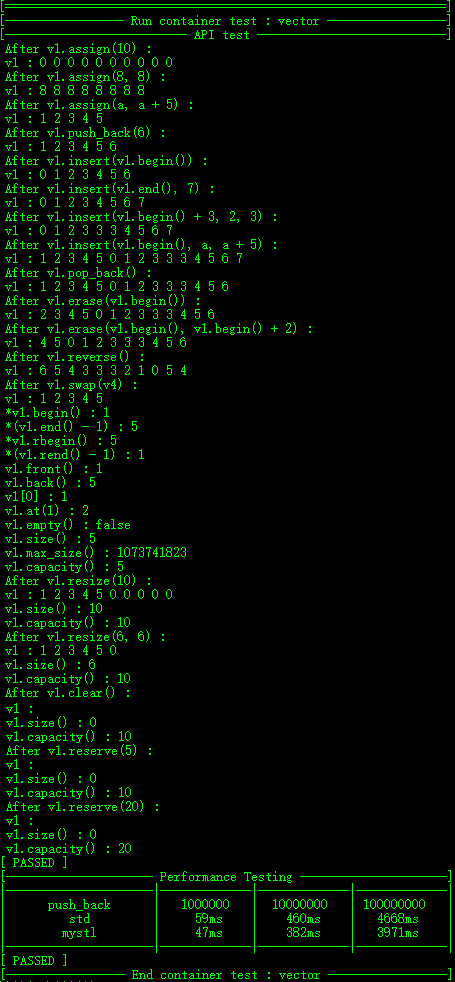 Run container test : vector
API test
After v1.assign(10) :
v1 : 0 0 0 0 0 0 0 0 0 0
After v1.assign(8, 8) :
v1 : 8 8 8 8 8 8 8 8
After v1.assign(a, a + 5) :
v1 : 1 2 3 4 5
After v1.push_back(6) :
v1 : 1 2 3 4 5 6
After v1.insert(v1.begin()) :
v1 : 0 1 2 3 4 5 6
After v1.insert(v1.end(), 7) :
v1 : 0 1 2 3 4 5 6 7
After v1.insert(v1.begin() + 3, 2, 3) :
v1 : 0 1 2 3 3 3 4 5 6 7
After v1.insert(v1.begin(), a, a + 5) :
v1 : 1 2 3 4 5 0 1 2 3 3 3 4 5 6 7
After v1.pop_back() :
v1 : 1 2 3 4 5 0 1 2 3 3 3 4 5 6
After v1.erase(v1.begin()) :
v1 : 2 3 4 5 0 1 2 3 3 3 4 5 6
After v1.erase(v1.begin(), v1.begin() + 2) :
v1 : 4 5 0 1 2 3 3 3 4 5 6
After v1.reverse() :
v1 : 6 5 4 3 3 3 2 1 0 5 4
After v1.swap(v4) :
v1 : 1 2 3 4 5
*v1.begin() : 1
*(v1.end() - 1) : 5
*v1.rbegin() : 5
*(v1.rend() - 1) : 1
v1.front() : 1
v1.back() : 5
v1[0] : 1
v1.at(1) : 2
v1.empty() : false
v1.size() : 5
v1.max_size() : 1073741823
v1.capacity() : 5
After v1.resize(10) :
v1 : 1 2 3 4 5 0 0 0 0 0
v1.size() : 10
v1.capacity() : 10
After v1.resize(6, 6) :
v1 : 1 2 3 4 5 0
v1.size() : 6
v1.capacity() : 10
After v1.clear() :
v1 :
v1.size() : 0
v1.capacity() : 10
After v1.reserve(5) :
v1 :
v1.size() : 0
v1.capacity() : 10
After v1.reserve(20) :
v1 :
v1.size() : 0
v1.capacity() : 20
[ PASSED ]
Performance Testing
push_back 1000000 10000000 100000000
std 59ms 460ms 4668ms
mystl 47ms 382ms 3971ms
[ PASSED ]
End container test : vector